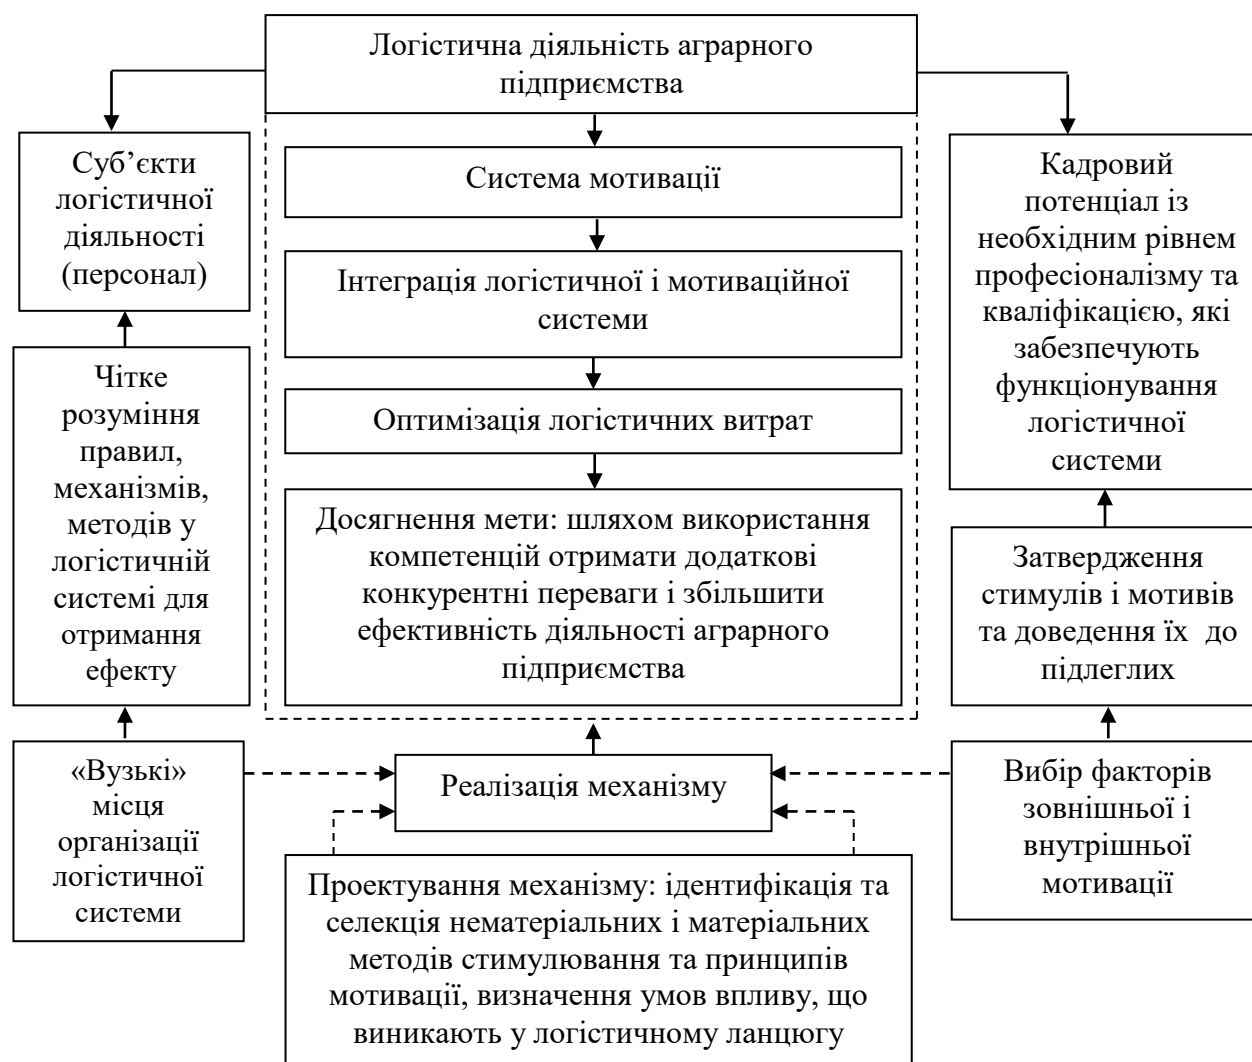 Логістична діяльність аграрного
підприємства
Суб’єкти
логістичної
діяльності
(персонал)
Система мотивації
Кадровий
потенціал із
необхідним рівнем
професіоналізму та
кваліфікацією, які
забезпечують
функціонування
логістичної
системи
Інтеграція логістичної і мотиваційної
системи
Чітке
розуміння
правил,
механізмів,
методів у
логістичній
системі для
отримання
ефекту
Оптимізація логістичних витрат
Досягнення мети: шляхом використання
компетенцій отримати додаткові
конкурентні переваги і збільшити
ефективність діяльності аграрного
підприємства
Затвердження
стимулів і мотивів
та доведення їх до
підлеглих
«Вузькі»
місця
організації
логістичної
системи
Реалізація механізму
Вибір факторів
зовнішньої і
внутрішньої
мотивації
Проектування механізму: ідентифікація та
селекція нематеріальних і матеріальних
методів стимулювання та принципів
мотивації, визначення умов впливу, що
виникають у логістичному ланцюгу